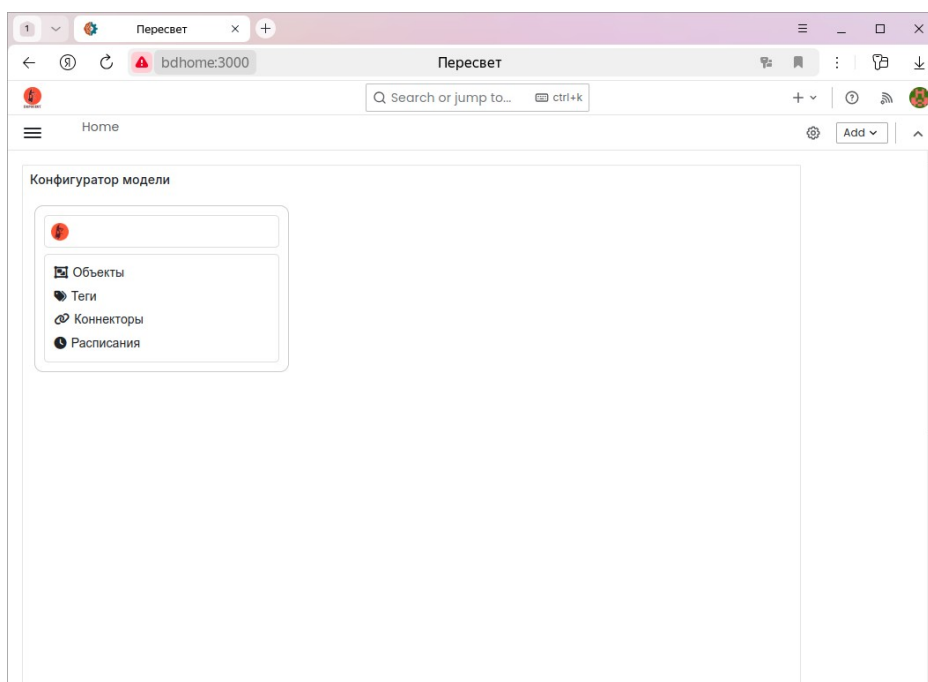 1
Пересвет
Я
bdhome:3000
Пересвет
Search or jump to...
ctrl+k
Home
Add
Конфигуратор модели
Объекты
Теги
Коннекторы
Расписания